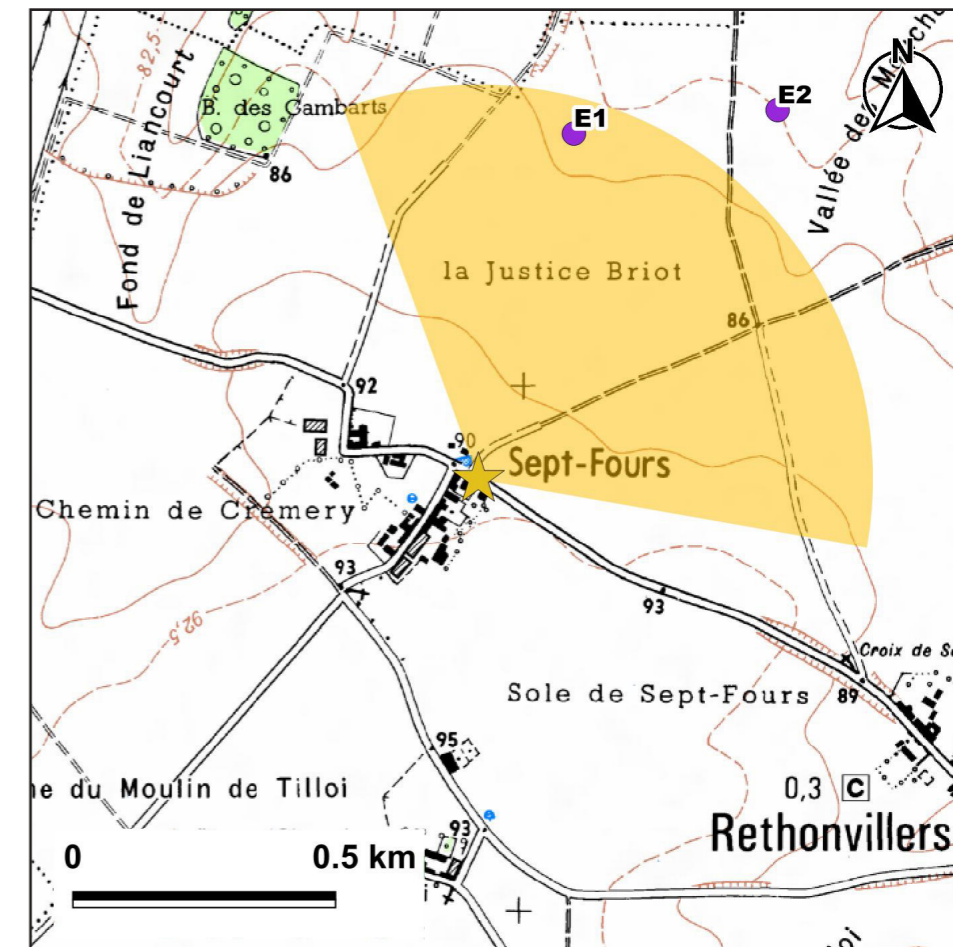 N
E1
E2
82,5
B. des Gambarts
86
Fond de Liancourt
la Justice Briot
86
92
90
Sept-Fours
Chemin de Crémery
93
93
92,5
Sole de Sept-Fours
89
95
du Moulin de Tilloi
0,3 C
93
Rethonvillers
0 0.5 km
Vallée
Croix de